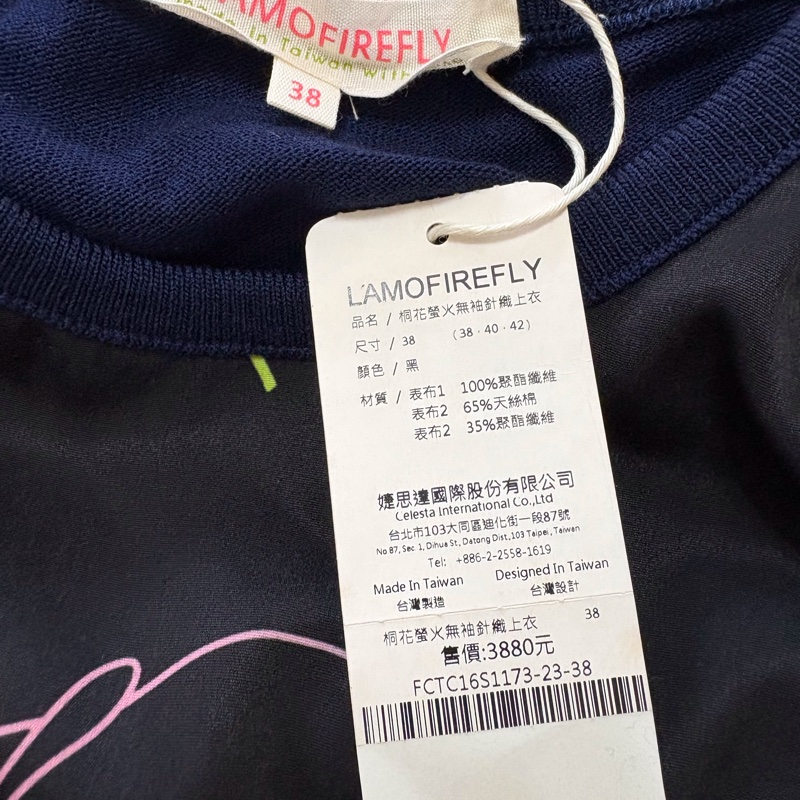 L'AMOFIREFLY
Made in Taiwan with
38
L'AMOFIREFLY
品名 / 桐花螢火無袖針織上衣
尺寸 / 38 (38 · 40 · 42)
顏色 / 黑
材質 / 表布1 100%聚酯纖維
表布2 65%天絲棉
表布2 35%聚酯纖維
婕思達國際股份有限公司
Celesta International Co.,Ltd
台北市103大同區迪化街一段87號
No 87, Sec. 1, Dihua St., Datong Dist., 103 Taipei, Taiwan
Tel: +886-2-2558-1619
Made In Taiwan Designed In Taiwan
台灣製造 台灣設計
桐花螢火無袖針織上衣 38
售價:3880元
FCTC16S1173-23-38